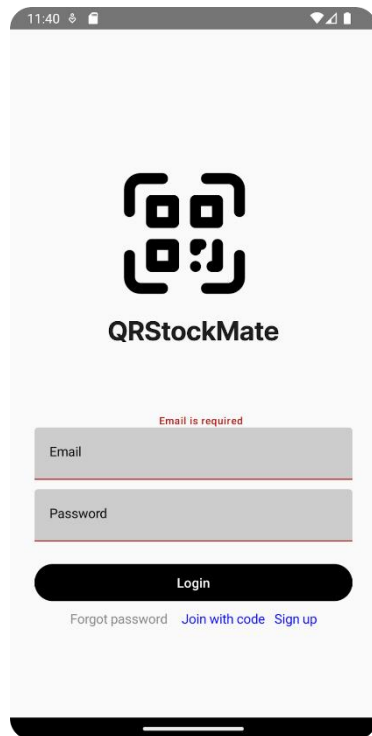 11:40
QRStockMate
Email is required
Email
Password
Login
Forgot password Join with code Sign up